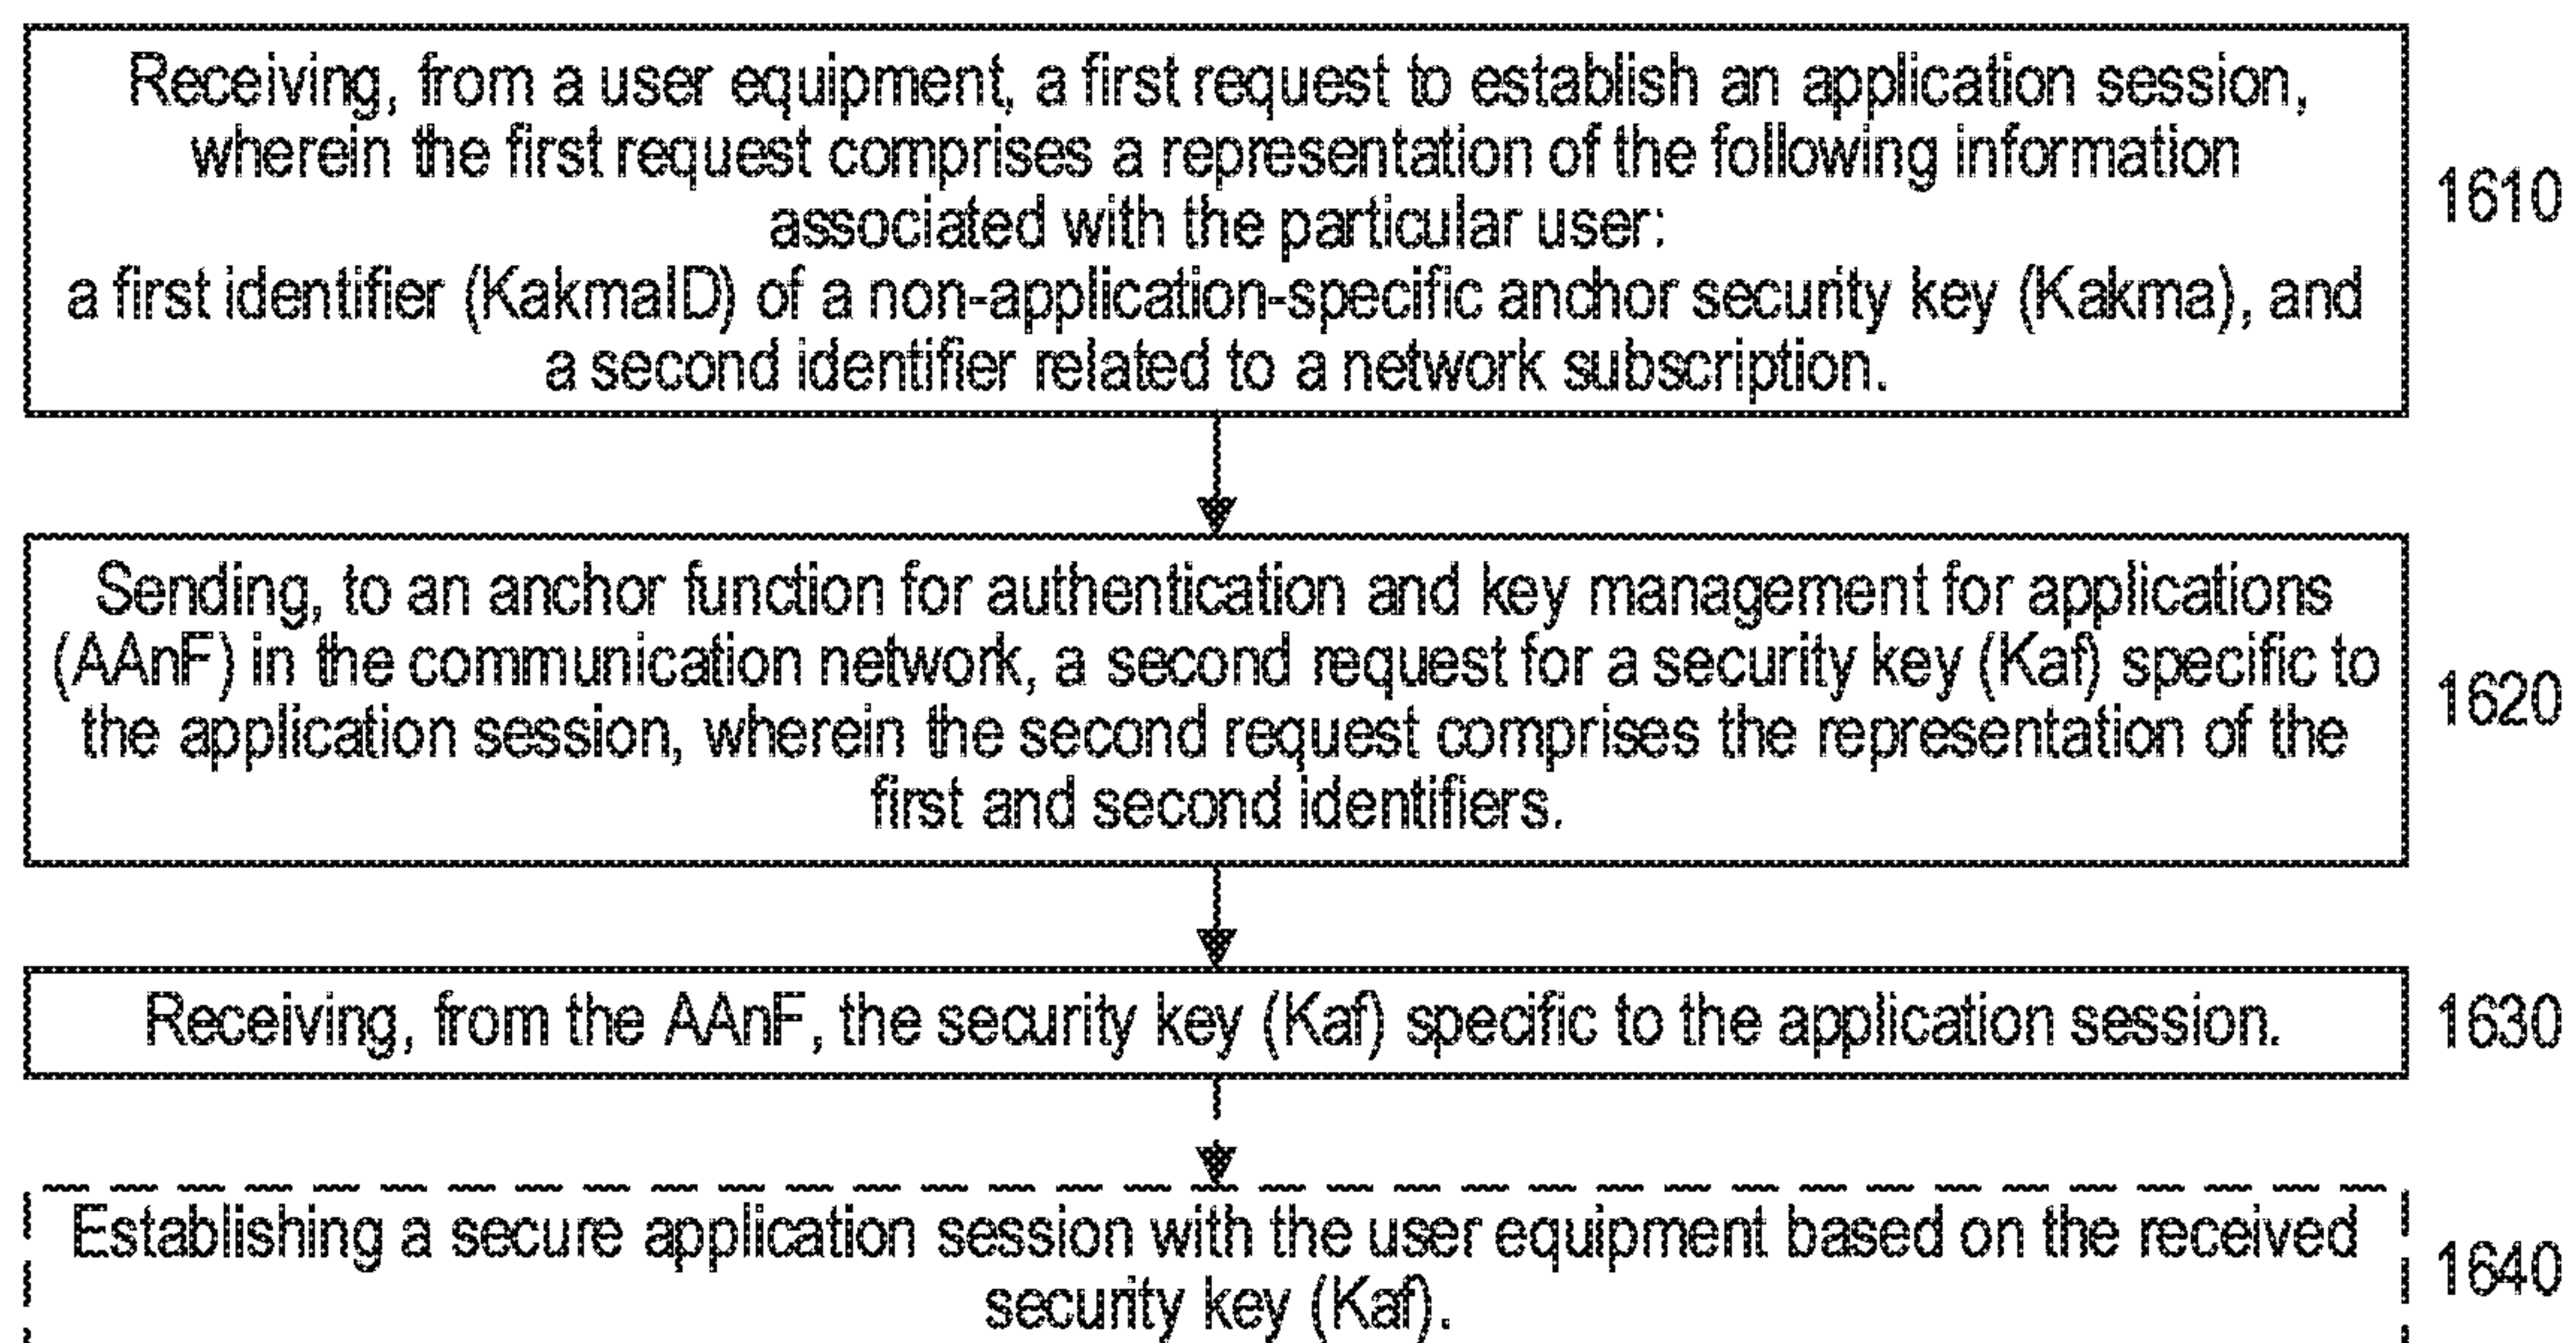 Receiving, from a user equipment, a first request to establish an application session,
wherein the first request comprises a representation of the following information
associated with the particular user:
a first identifier (KakmaID) of a non-application-specific anchor security key (Kakma), and
a second identifier related to a network subscription.
1610
Sending, to an anchor function for authentication and key management for applications
(AAnF) in the communication network, a second request for a security key (Kaf) specific to
the application session, wherein the second request comprises the representation of the
first and second identifiers.
1620
Receiving, from the AAnF, the security key (Kaf) specific to the application session.
1630
Establishing a secure application session with the user equipment based on the received
security key (Kaf).
1640